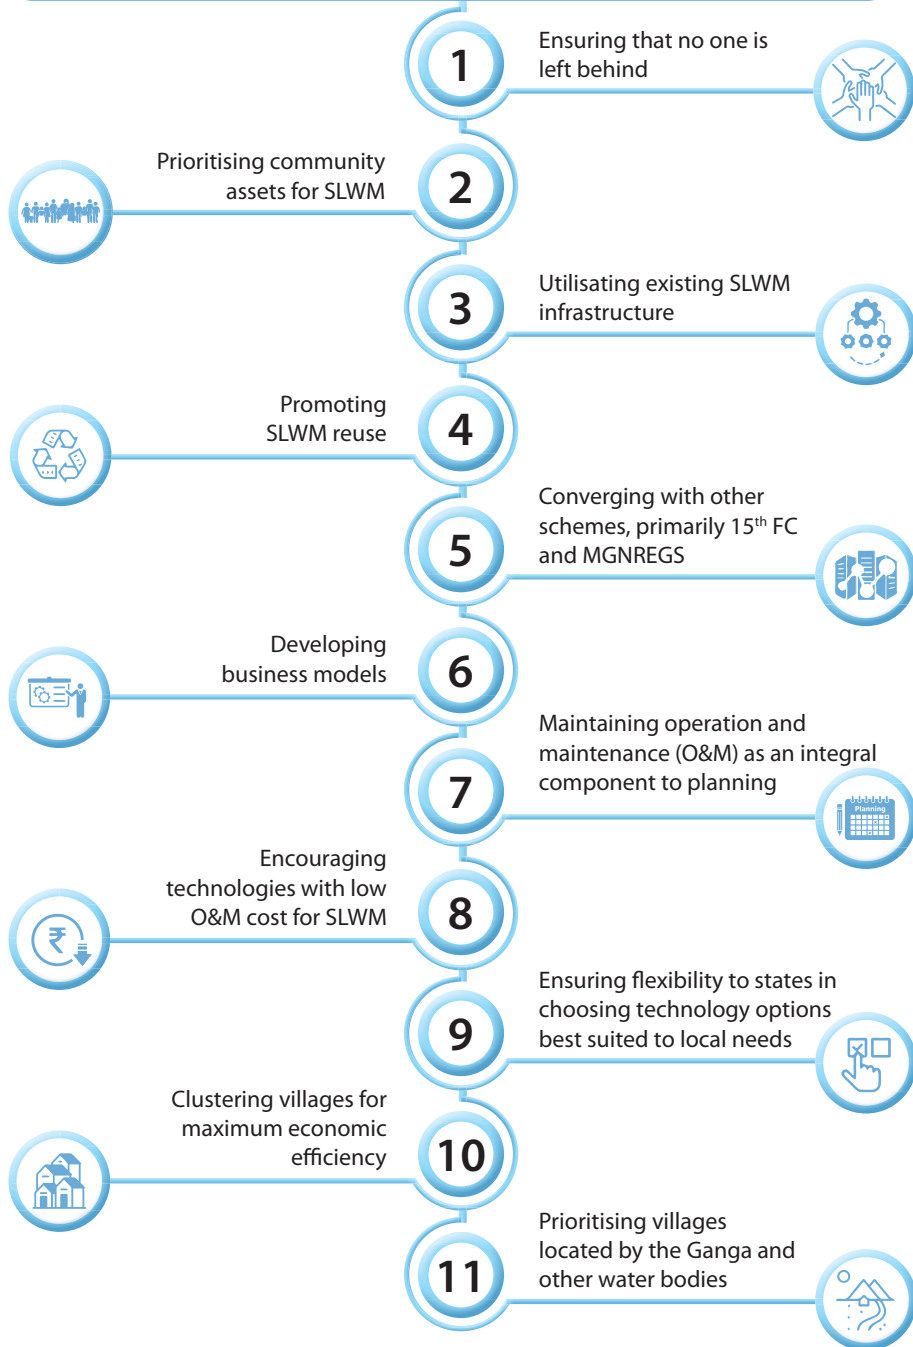 1
Ensuring that no one is
left behind
2
Prioritising community
assets for SLWM
3
Utilisating existing SLWM
infrastructure
4
Promoting
SLWM reuse
5
Converging with other
schemes, primarily 15th FC
and MGNREGS
6
Developing
business models
7
Maintaining operation and
maintenance (O&M) as an integral
component to planning
Planning
8
Encouraging
technologies with low
O&M cost for SLWM
₹
9
Ensuring flexibility to states in
choosing technology options
best suited to local needs
10
Clustering villages for
maximum economic
efficiency
11
Prioritising villages
located by the Ganga and
other water bodies